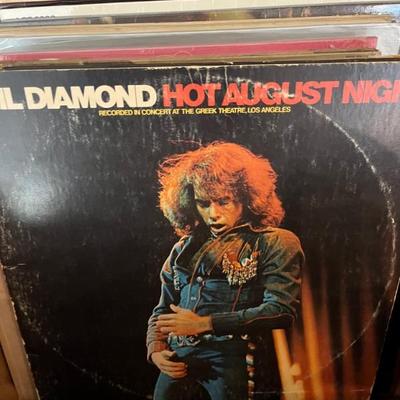 IL DIAMOND HOT AUGUST NIG
RECORDED IN CONCERT AT THE GREEK THEATRE, LOS ANGELES